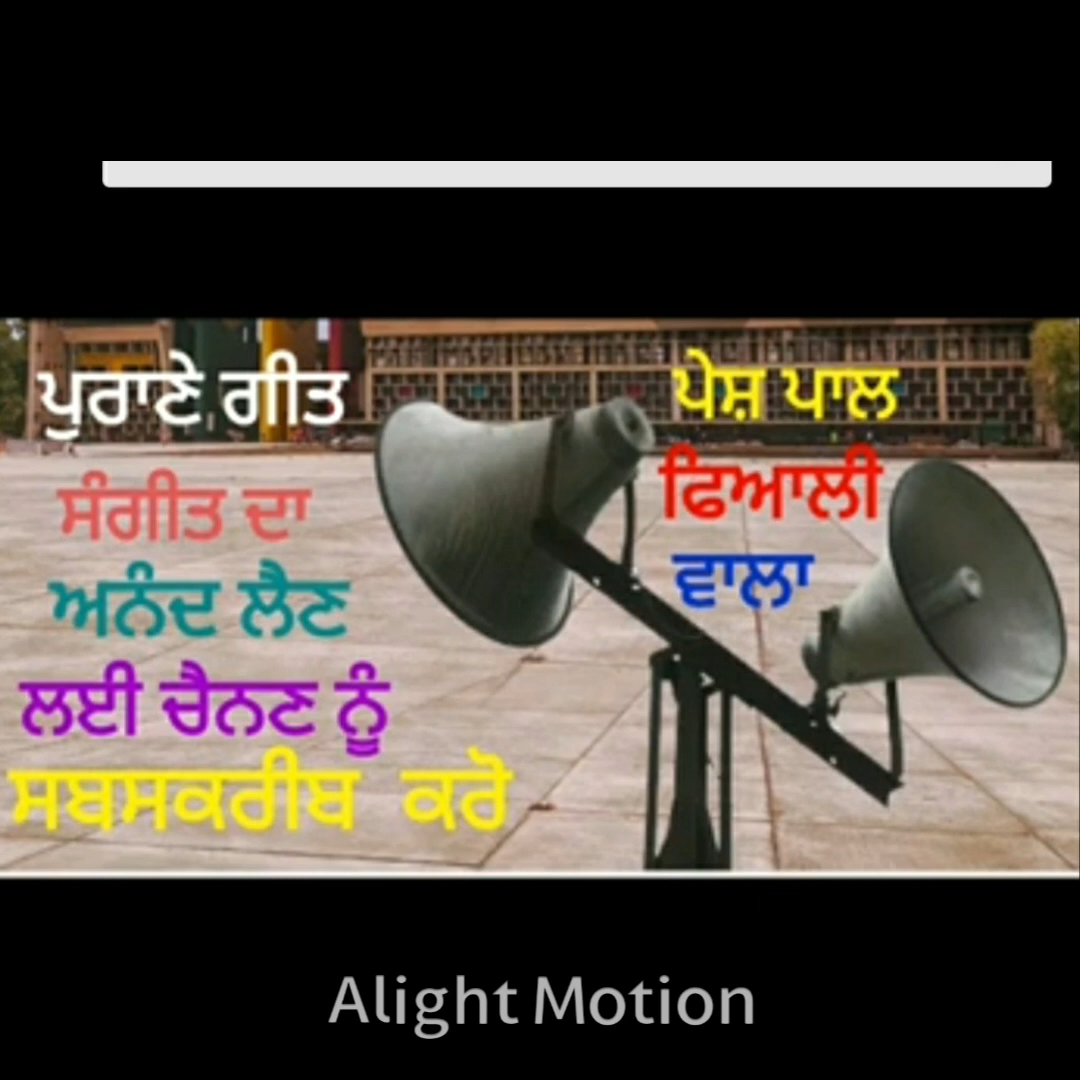 ਪੁਰਾਣੇ ਗੀਤ
ਸੰਗੀਤ ਦਾ
ਅਨੰਦ ਲੈਣ
ਲਈ ਚੈਨਣ ਨੂੰ
ਸਬਸਕਰੀਬ ਕਰੋ
ਪੇਸ਼ ਪਾਲ
ਫਿਆਲੀ
ਵਾਲਾ
Alight Motion